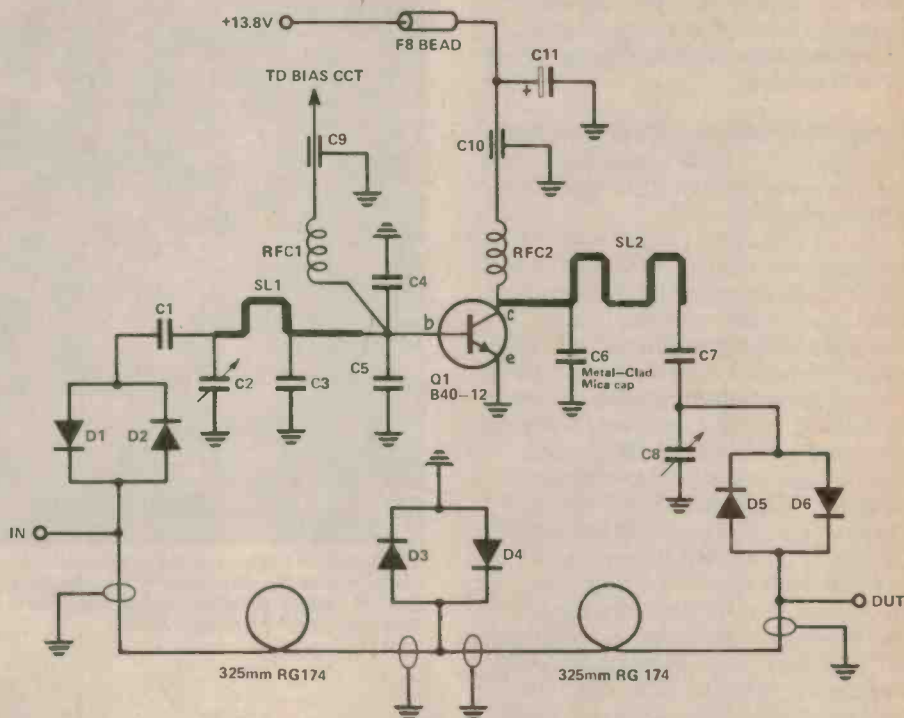 +13.8V
F8 BEAD
C11
+
TD BIAS CCT
C9
C10
RFC1
RFC2
SL2
C4
SL1
C1
b
c
e
C2
C3
C5
Q1
B40-12
C6
Metal-Clad
Mica cap
C7
C8
D1
D2
D5
D6
IN
D3
D4
DUT
325mm RG174
325mm RG 174